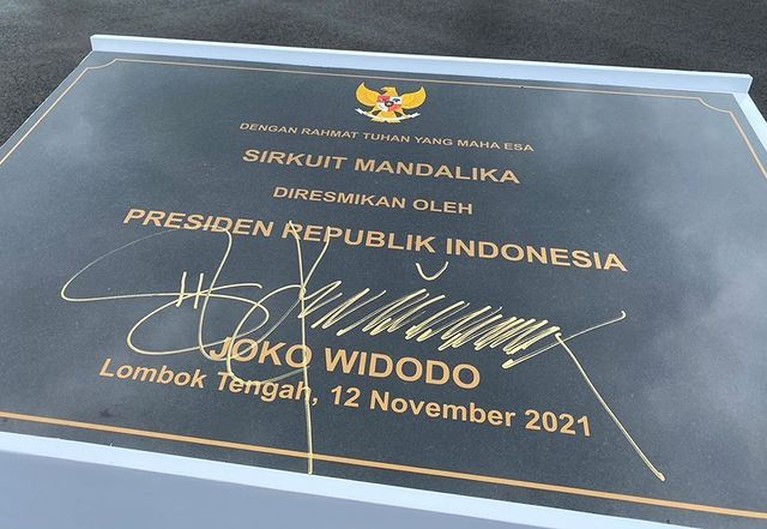 DENGAN RAHMAT TUHAN YANG MAHA ESA
SIRKUIT MANDALIKA
DIRESMIKAN OLEH
PRESIDEN REPUBLIK INDONESIA
JOKO WIDODO
Lombok Tengah, 12 November 2021